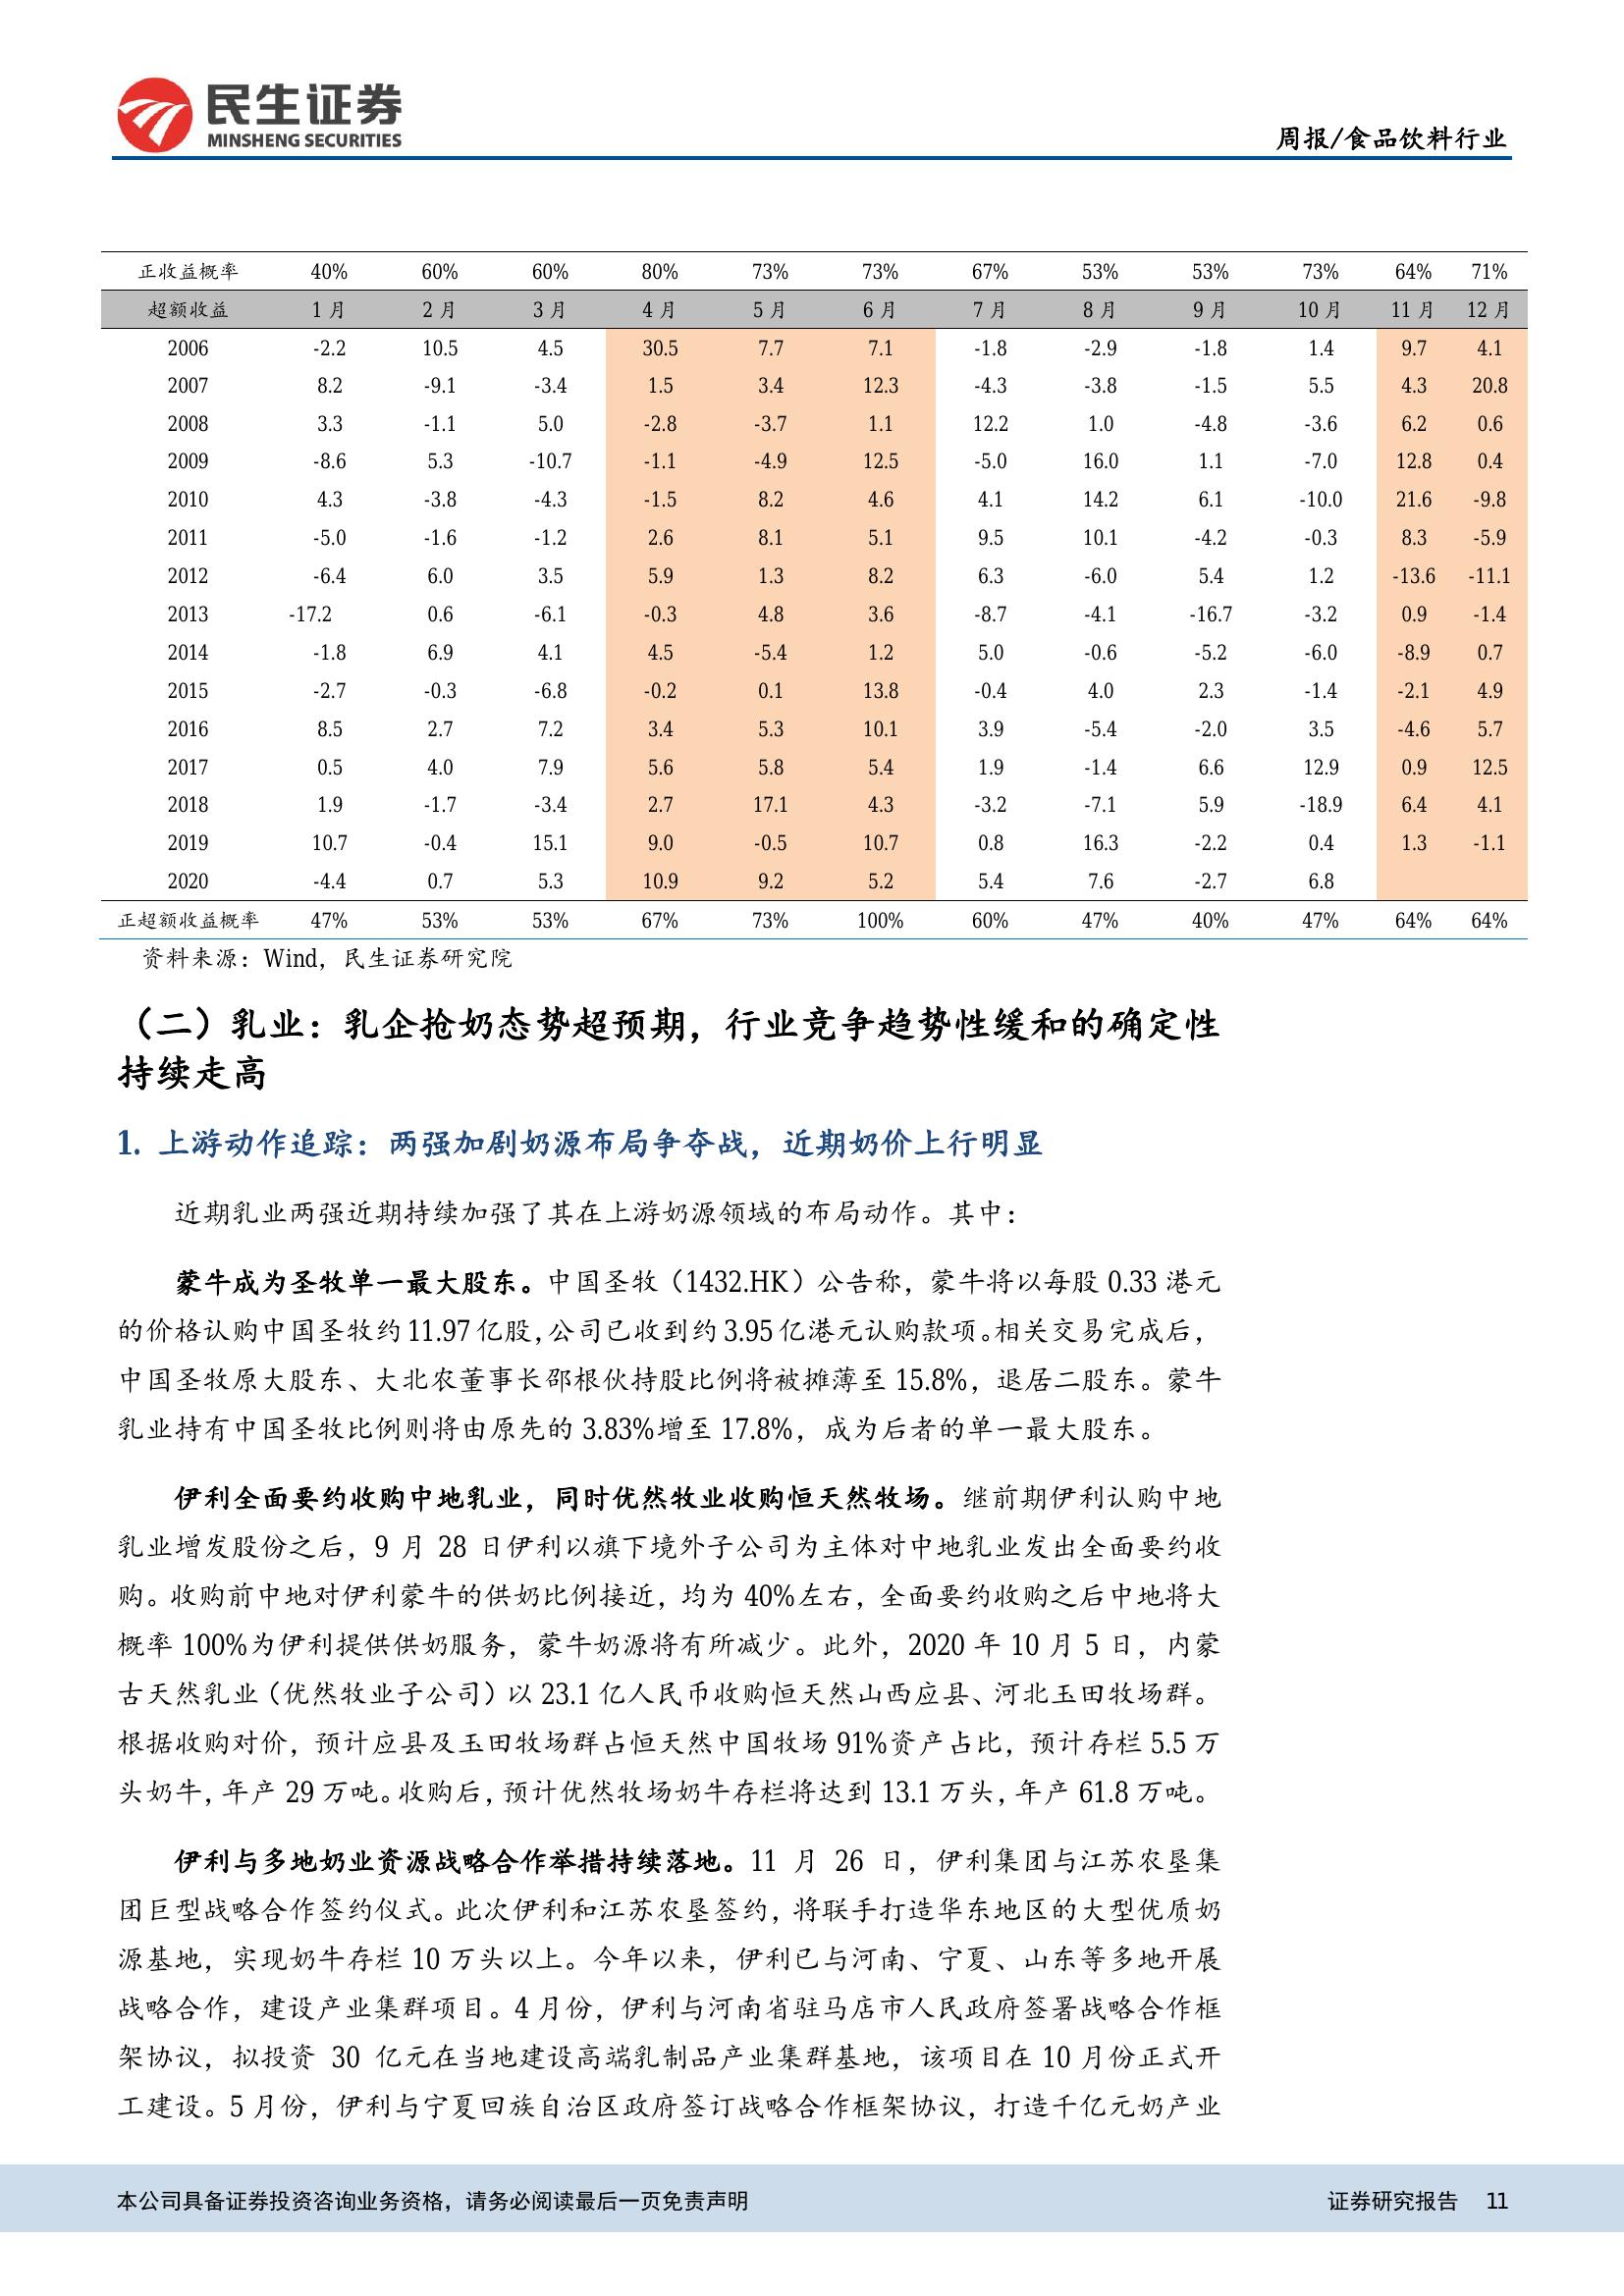 民生证券
MINSHENG SECURITIES
周报/食品饮料行业
正收益概率 40% 60% 60% 80% 73% 73% 67% 53% 53% 73% 64% 71%
超额收益 1 月 2 月 3 月 4 月 5 月 6 月 7 月 8 月 9 月 10 月 11 月 12 月
2006 -2.2 10.5 4.5 30.5 7.7 7.1 -1.8 -2.9 -1.8 1.4 9.7 4.1
2007 8.2 -9.1 -3.4 1.5 3.4 12.3 -4.3 -3.8 -1.5 5.5 4.3 20.8
2008 3.3 -1.1 5.0 -2.8 -3.7 1.1 12.2 1.0 -4.8 -3.6 6.2 0.6
2009 -8.6 5.3 -10.7 -1.1 -4.9 12.5 -5.0 16.0 1.1 -7.0 12.8 0.4
2010 4.3 -3.8 -4.3 -1.5 8.2 4.6 4.1 14.2 6.1 -10.0 21.6 -9.8
2011 -5.0 -1.6 -1.2 2.6 8.1 5.1 9.5 10.1 -4.2 -0.3 8.3 -5.9
2012 -6.4 6.0 3.5 5.9 1.3 8.2 6.3 -6.0 5.4 1.2 -13.6 -11.1
2013 -17.2 0.6 -6.1 -0.3 4.8 3.6 -8.7 -4.1 -16.7 -3.2 0.9 -1.4
2014 -1.8 6.9 4.1 4.5 -5.4 1.2 5.0 -0.6 -5.2 -6.0 -8.9 0.7
2015 -2.7 -0.3 -6.8 -0.2 0.1 13.8 -0.4 4.0 2.3 -1.4 -2.1 4.9
2016 8.5 2.7 7.2 3.4 5.3 10.1 3.9 -5.4 -2.0 3.5 -4.6 5.7
2017 0.5 4.0 7.9 5.6 5.8 5.4 1.9 -1.4 6.6 12.9 0.9 12.5
2018 1.9 -1.7 -3.4 2.7 17.1 4.3 -3.2 -7.1 5.9 -18.9 6.4 4.1
2019 10.7 -0.4 15.1 9.0 -0.5 10.7 0.8 16.3 -2.2 0.4 1.3 -1.1
2020 -4.4 0.7 5.3 10.9 9.2 5.2 5.4 7.6 -2.7 6.8
正超额收益概率 47% 53% 53% 67% 73% 100% 60% 47% 40% 47% 64% 64%
资料来源：Wind，民生证券研究院
（二）乳业：乳企抢奶态势超预期，行业竞争趋势性缓和的确定性
持续走高
1. 上游动作追踪：两强加剧奶源布局争夺战，近期奶价上行明显
近期乳业两强近期持续加强了其在上游奶源领域的布局动作。其中：
蒙牛成为圣牧单一最大股东。中国圣牧（1432.HK）公告称，蒙牛将以每股 0.33 港元
的价格认购中国圣牧约 11.97 亿股，公司已收到约 3.95 亿港元认购款项。相关交易完成后，
中国圣牧原大股东、大北农董事长邵根伙持股比例将被摊薄至 15.8%，退居二股东。蒙牛
乳业持有中国圣牧比例则将由原先的 3.83%增至 17.8%，成为后者的单一最大股东。
伊利全面要约收购中地乳业，同时优然牧业收购恒天然牧场。继前期伊利认购中地
乳业增发股份之后，9 月 28 日伊利以旗下境外子公司为主体对中地乳业发出全面要约收
购。收购前中地对伊利蒙牛的供奶比例接近，均为 40%左右，全面要约收购之后中地将大
概率 100%为伊利提供供奶服务，蒙牛奶源将有所减少。此外，2020 年 10 月 5 日，内蒙
古天然乳业（优然牧业子公司）以 23.1 亿人民币收购恒天然山西应县、河北玉田牧场群。
根据收购对价，预计应县及玉田牧场群占恒天然中国牧场 91%资产占比，预计存栏 5.5 万
头奶牛，年产 29 万吨。收购后，预计优然牧场奶牛存栏将达到 13.1 万头，年产 61.8 万吨。
伊利与多地奶业资源战略合作举措持续落地。11 月 26 日，伊利集团与江苏农垦集
团巨型战略合作签约仪式。此次伊利和江苏农垦签约，将联手打造华东地区的大型优质奶
源基地，实现奶牛存栏 10 万头以上。今年以来，伊利已与河南、宁夏、山东等多地开展
战略合作，建设产业集群项目。4 月份，伊利与河南省驻马店市人民政府签署战略合作框
架协议，拟投资 30 亿元在当地建设高端乳制品产业集群基地，该项目在 10 月份正式开
工建设。5 月份，伊利与宁夏回族自治区政府签订战略合作框架协议，打造千亿元奶产业
本公司具备证券投资咨询业务资格，请务必阅读最后一页免责声明
证券研究报告 11